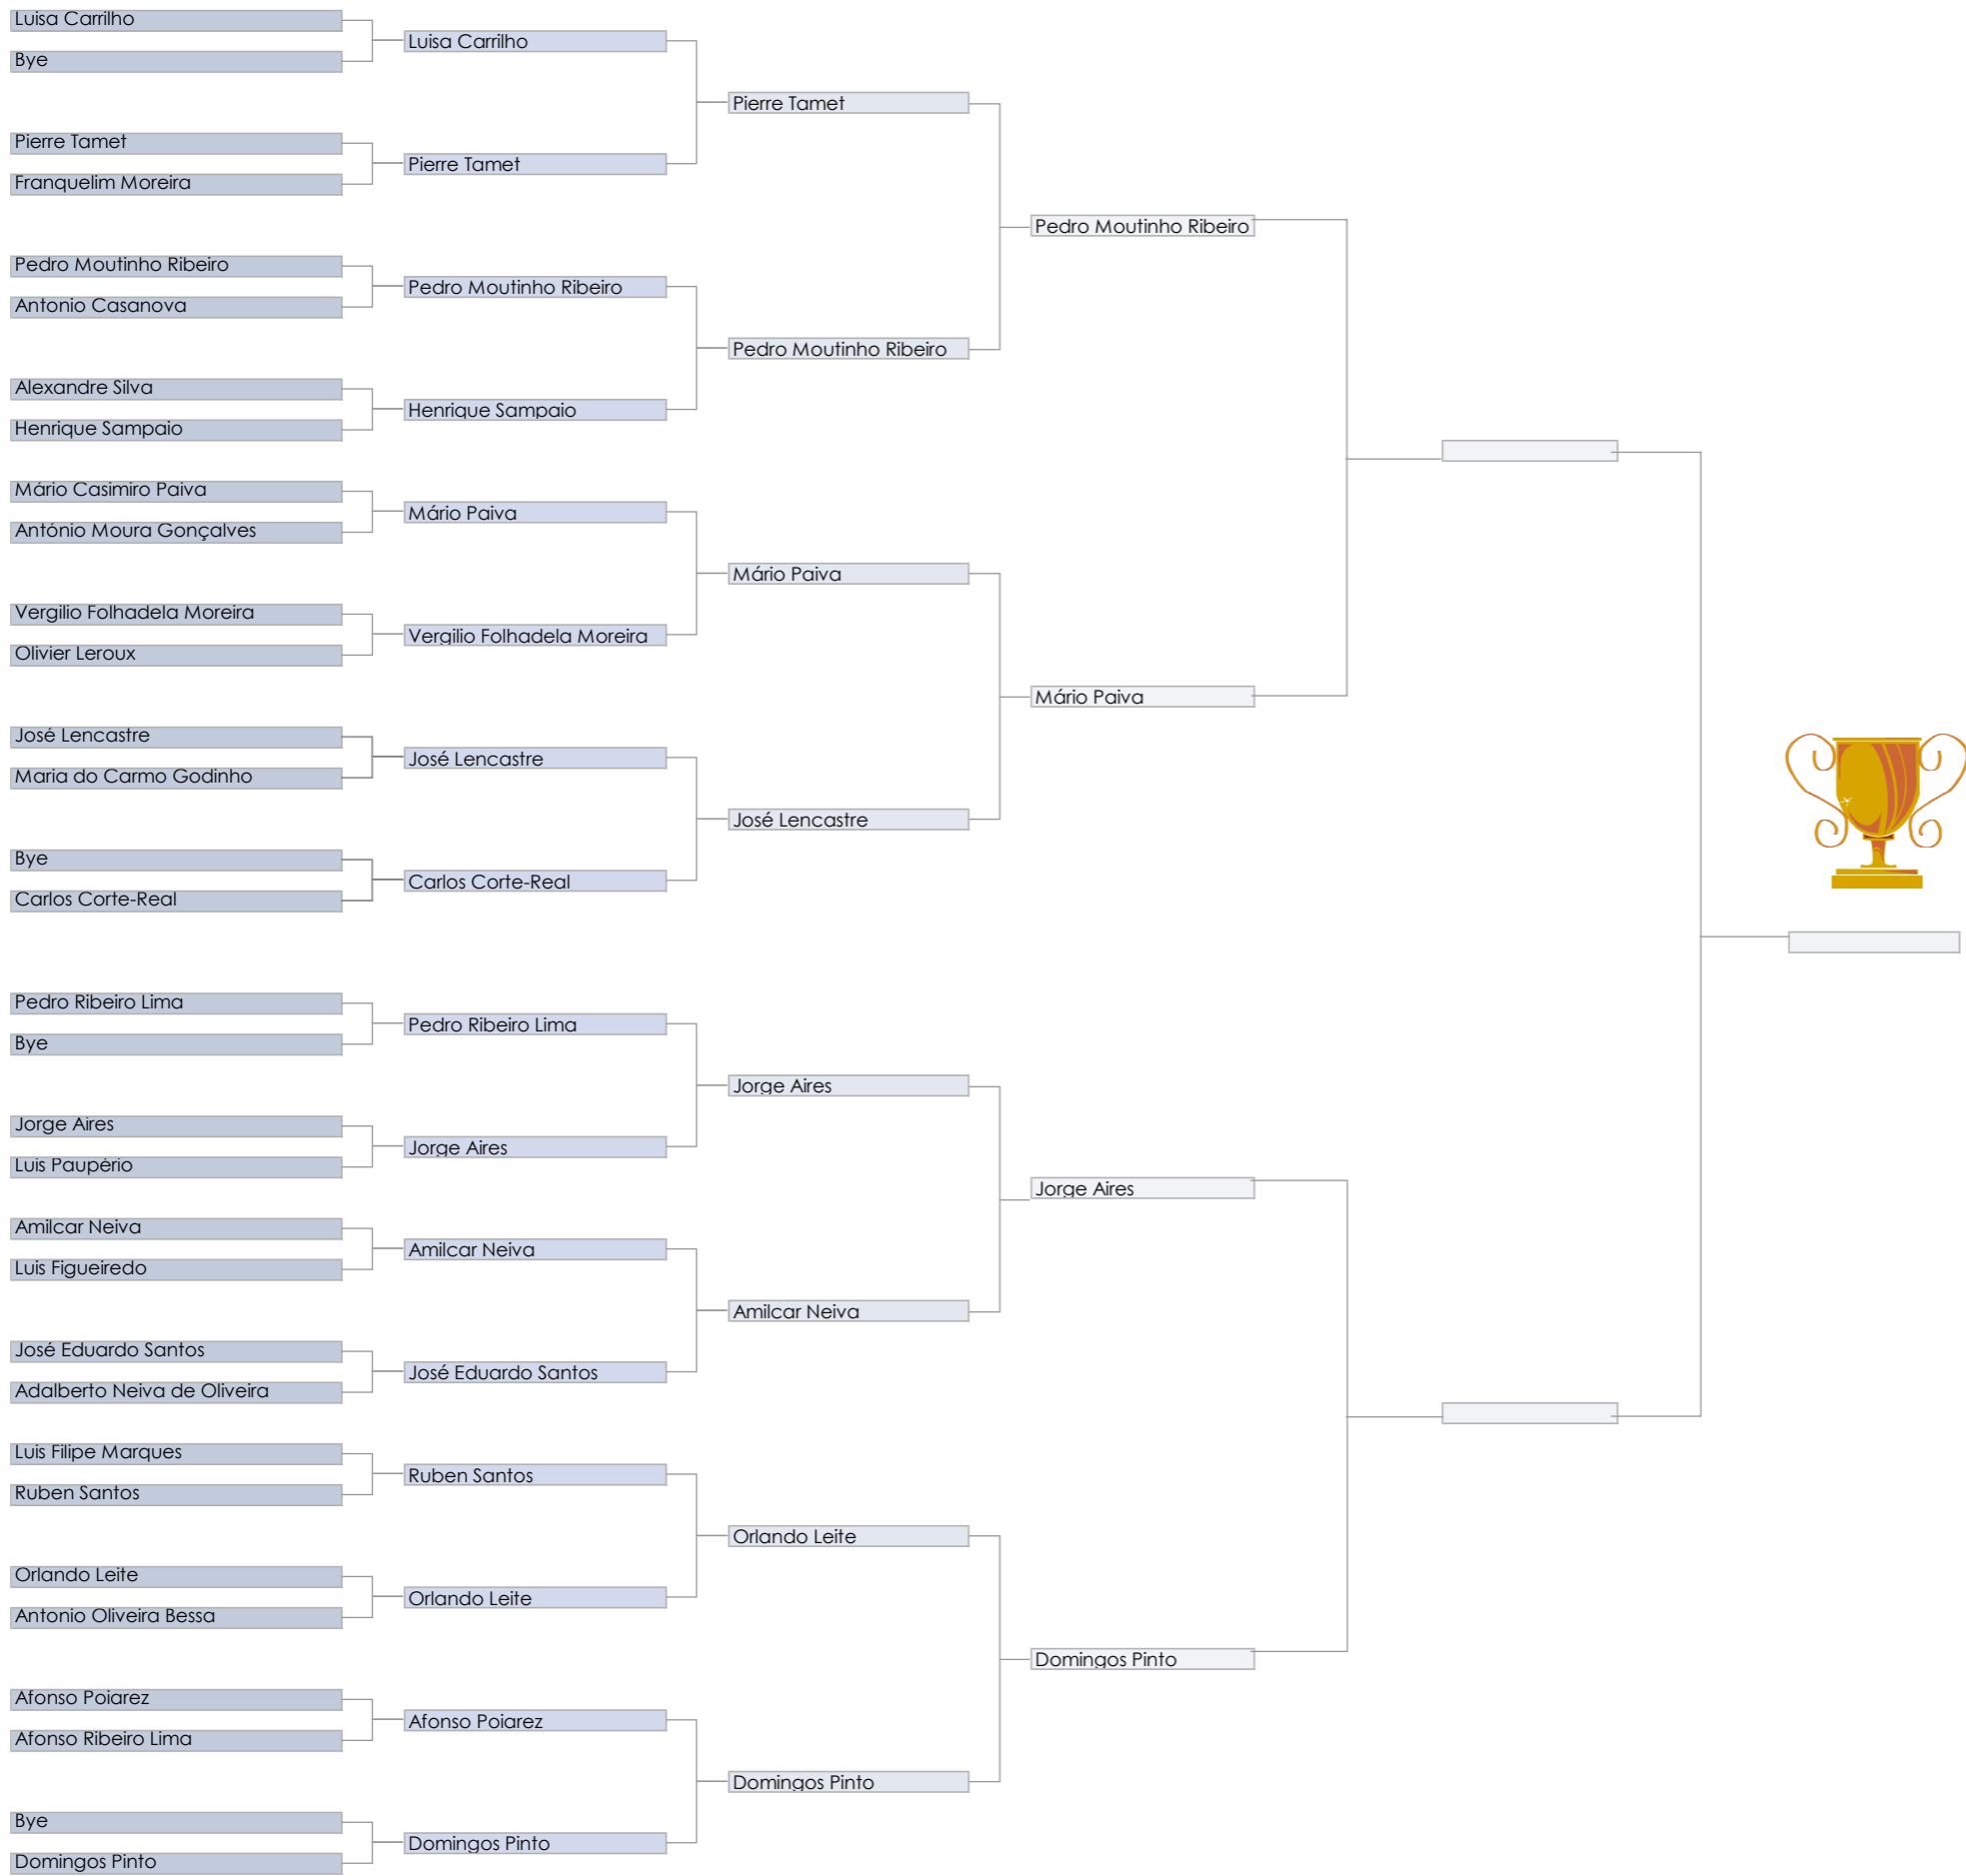 Luisa Carrilho
Bye
Pierre Tamet
Franquelim Moreira
Pedro Moutinho Ribeiro
Antonio Casanova
Alexandre Silva
Henrique Sampaio
Mário Casimiro Paiva
António Moura Gonçalves
Vergilio Folhadela Moreira
Olivier Leroux
José Lencastre
Maria do Carmo Godinho
Bye
Carlos Corte-Real
Pedro Ribeiro Lima
Bye
Jorge Aires
Luis Paupério
Amilcar Neiva
Luis Figueiredo
José Eduardo Santos
Adalberto Neiva de Oliveira
Luis Filipe Marques
Ruben Santos
Orlando Leite
Antonio Oliveira Bessa
Afonso Poiarez
Afonso Ribeiro Lima
Bye
Domingos Pinto
Luisa Carrilho
Pierre Tamet
Pedro Moutinho Ribeiro
Henrique Sampaio
Mário Paiva
Vergilio Folhadela Moreira
José Lencastre
Carlos Corte-Real
Pedro Ribeiro Lima
Jorge Aires
Amilcar Neiva
José Eduardo Santos
Ruben Santos
Orlando Leite
Afonso Poiarez
Domingos Pinto
Pierre Tamet
Pedro Moutinho Ribeiro
Mário Paiva
José Lencastre
Jorge Aires
Amilcar Neiva
Orlando Leite
Domingos Pinto
Pedro Moutinho Ribeiro
Mário Paiva
Jorge Aires
Domingos Pinto